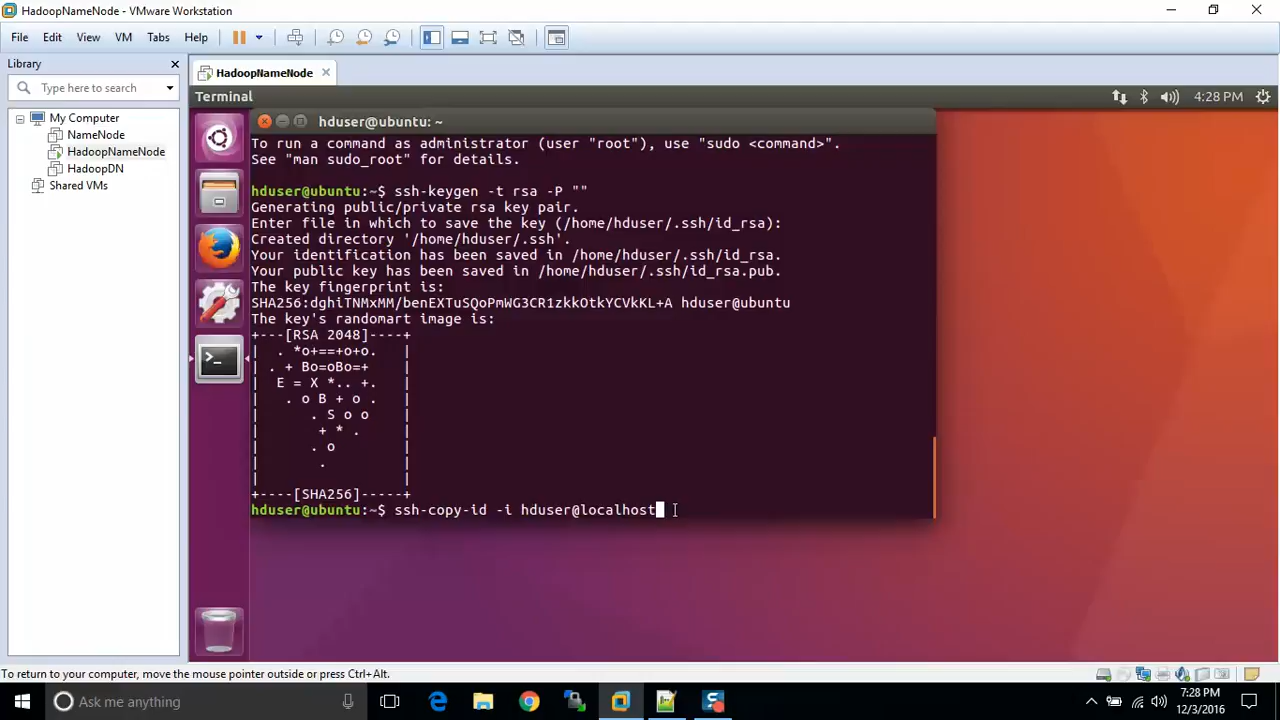 HadoopNameNode - VMware Workstation
File Edit View VM Tabs Help
Library
Type here to search
My Computer
NameNode
HadoopNameNode
HadoopDN
Shared VMs
HadoopNameNode
Terminal
4:28 PM
hduser@ubuntu: ~
To run a command as administrator (user "root"), use "sudo <command>".
See "man sudo_root" for details.
hduser@ubuntu:~$ ssh-keygen -t rsa -P ""
Generating public/private rsa key pair.
Enter file in which to save the key (/home/hduser/.ssh/id_rsa):
Created directory '/home/hduser/.ssh'.
Your identification has been saved in /home/hduser/.ssh/id_rsa.
Your public key has been saved in /home/hduser/.ssh/id_rsa.pub.
The key fingerprint is:
SHA256:dghiTNMxMM/benEXTuSQoPmWG3CR1zkkOtkYCVkKL+A hduser@ubuntu
The key's randomart image is:
+---[RSA 2048]----+
|  . *o+==+o+o.   |
| . + Bo=oBo=+    |
|  E = X *.. +.   |
|   . o B + o .   |
|      . S o o    |
|       + * .     |
|      . o        |
|       .         |
|                 |
+----[SHA256]-----+
hduser@ubuntu:~$ ssh-copy-id -i hduser@localhost
To return to your computer, move the mouse pointer outside or press Ctrl+Alt.
Ask me anything
7:28 PM
12/3/2016